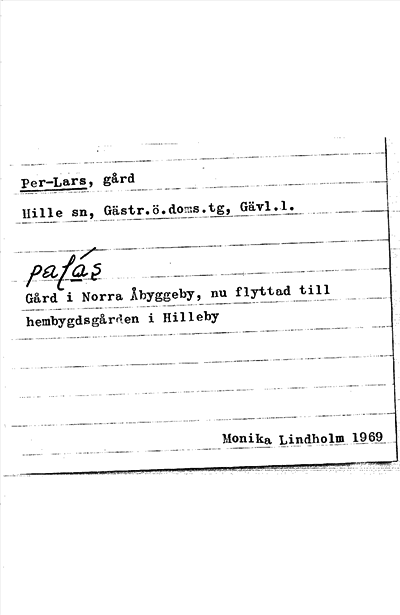 Per-Lars, gård
Hille sn, Gästr.ö.doms.tg, Gävl.l.
Gård i Norra Åbyggeby, nu flyttad till
hembygdsgården i Hilleby
Monika Lindholm 1969